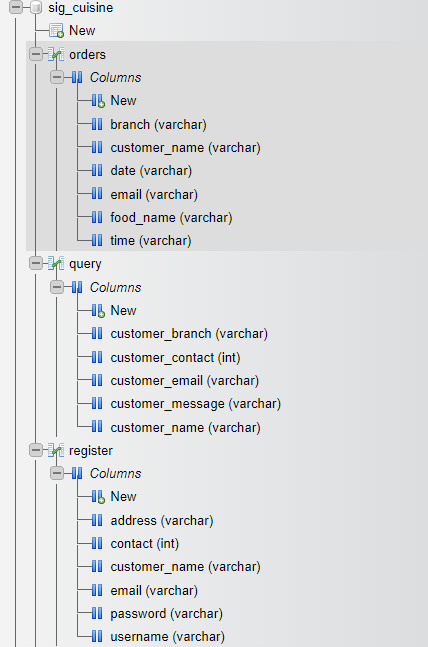 sig_cuisine
New
orders
Columns
New
branch (varchar)
customer_name (varchar)
date (varchar)
email (varchar)
food_name (varchar)
time (varchar)
query
Columns
New
customer_branch (varchar)
customer_contact (int)
customer_email (varchar)
customer_message (varchar)
customer_name (varchar)
register
Columns
New
address (varchar)
contact (int)
customer_name (varchar)
email (varchar)
password (varchar)
username (varchar)